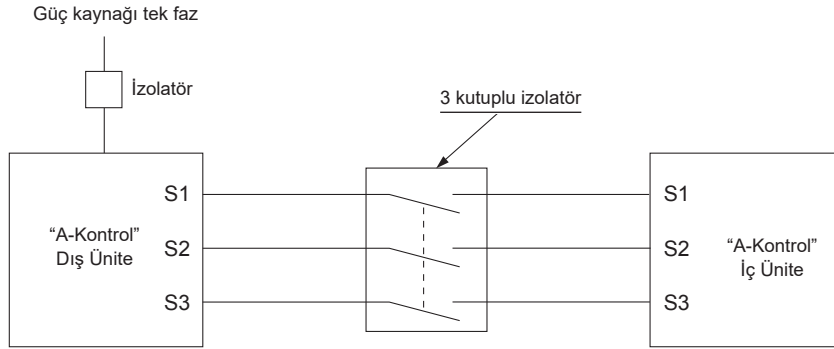 Güç kaynağı tek faz
İzolatör
3 kutuplu izolatör
S1
S1
“A-Kontrol”
Dış Ünite
S2
S2
“A-Kontrol”
İç Ünite
S3
S3